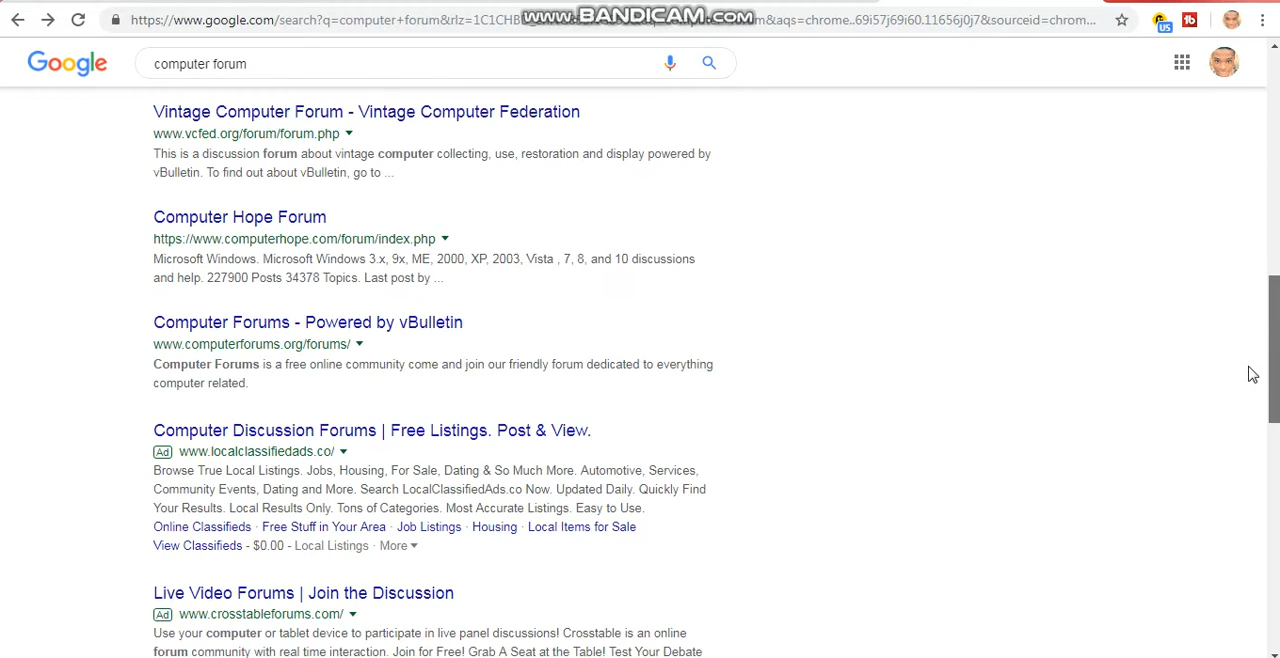 https://www.google.com/search?q=computer+forum&rlz=1C1CHB
www.BANDICAM.com
um&aqs=chrome..69i57j69i60.11656j0j7&sourceid=chrom...
US
Google
computer forum
Vintage Computer Forum - Vintage Computer Federation
www.vcfed.org/forum/forum.php
This is a discussion forum about vintage computer collecting, use, restoration and display powered by
vBulletin. To find out about vBulletin, go to ...
Computer Hope Forum
https://www.computerhope.com/forum/index.php
Microsoft Windows. Microsoft Windows 3.x, 9x, ME, 2000, XP, 2003, Vista , 7, 8, and 10 discussions
and help. 227900 Posts 34378 Topics. Last post by ...
Computer Forums - Powered by vBulletin
www.computerforums.org/forums/
Computer Forums is a free online community come and join our friendly forum dedicated to everything
computer related.
Computer Discussion Forums | Free Listings. Post & View.
Ad www.localclassifiedads.co/
Browse True Local Listings. Jobs, Housing, For Sale, Dating & So Much More. Automotive, Services,
Community Events, Dating and More. Search LocalClassifiedAds.co Now. Updated Daily. Quickly Find
Your Results. Local Results Only. Tons of Categories. Most Accurate Listings. Easy to Use.
Online Classifieds · Free Stuff in Your Area · Job Listings · Housing · Local Items for Sale
View Classifieds - $0.00 - Local Listings · More
Live Video Forums | Join the Discussion
Ad www.crosstableforums.com/
Use your computer or tablet device to participate in live panel discussions! Crosstable is an online
forum community with real time interaction. Join for Free! Grab A Seat at the Table! Test Your Debate